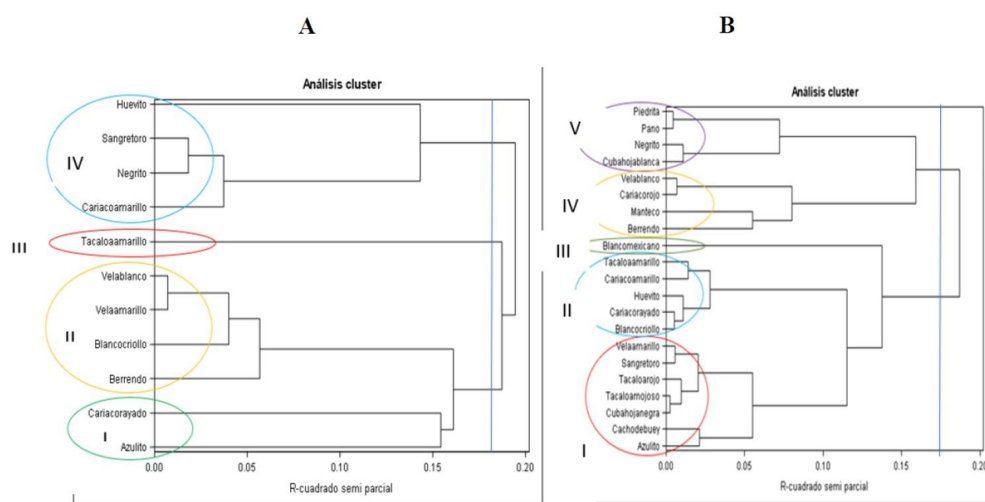 A
Análisis cluster
Huevito
Sangretoro
IV
Negrito
Cariacoamarillo
III
Tacaloaamarillo
Velablanco
Velaamarillo
II
Blancocriollo
Berrendo
Cariacorayado
I
Azulito
0.00 0.05 0.10 0.15 0.20
R-cuadrado semi parcial
B
Análisis cluster
Piedrita
V
Pano
Negrito
Cubahojablanca
Velablanco
Cariacorojo
IV
Manteco
Berrendo
III
Blancomexicano
Tacaloaamarillo
Cariacoamarillo
II
Huevito
Cariacorayado
Blancocriollo
Velaamarillo
Sangretoro
Tacaloarojo
Tacaloamojoso
Cubahojanegra
Cachodebuey
I
Azulito
0.00 0.05 0.10 0.15 0.20
R-cuadrado semi parcial